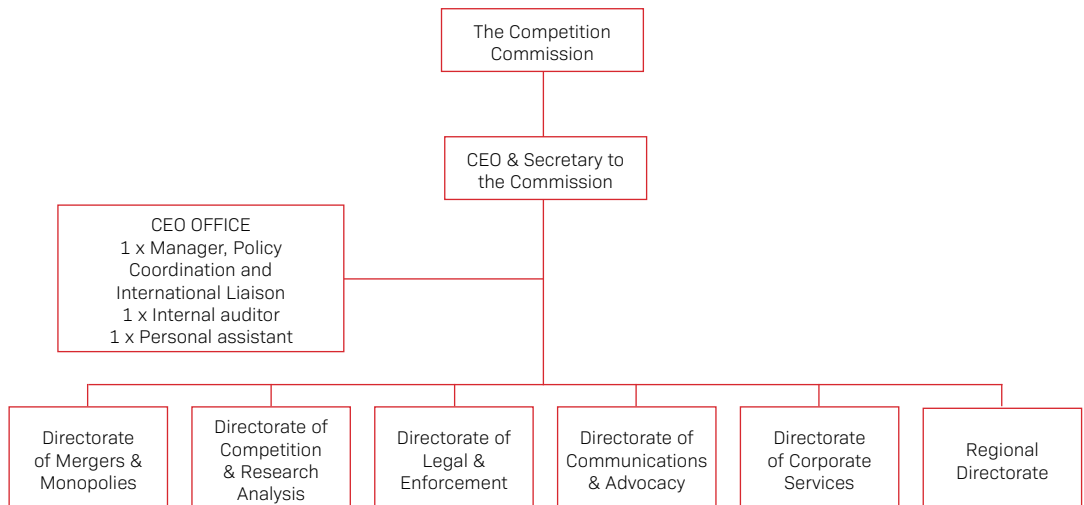 The Competition
Commission
CEO & Secretary to
the Commission
CEO OFFICE
1 x Manager, Policy
Coordination and
International Liaison
1 x Internal auditor
1 x Personal assistant
Directorate
of Mergers &
Monopolies
Directorate of
Competition
& Research
Analysis
Directorate of
Legal &
Enforcement
Directorate of
Communications
& Advocacy
Directorate
of Corporate
Services
Regional
Directorate